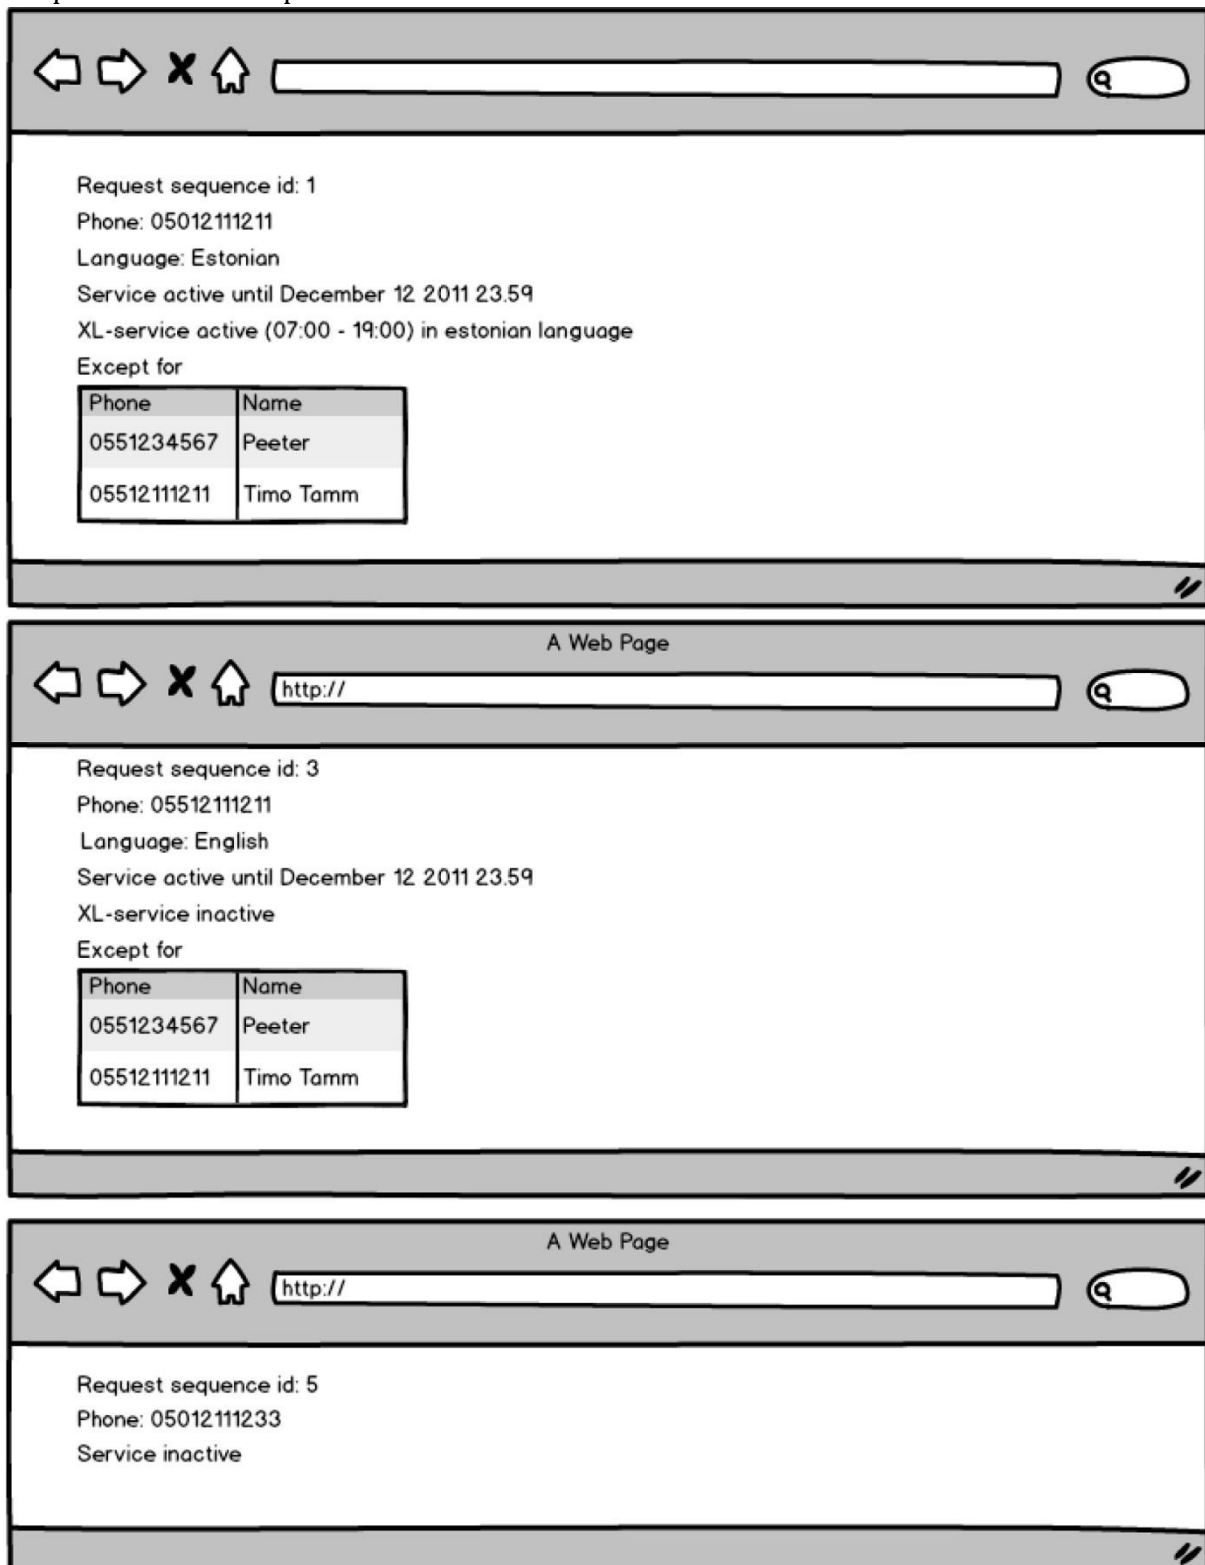 Request sequence id: 1
Phone: 05012111211
Language: Estonian
Service active until December 12 2011 23.59
XL-service active (07:00 - 19:00) in estonian language
Except for
Phone Name
0551234567 Peeter
05512111211 Timo Tamm
A Web Page
http://
Request sequence id: 3
Phone: 05512111211
Language: English
Service active until December 12 2011 23.59
XL-service inactive
Except for
Phone Name
0551234567 Peeter
05512111211 Timo Tamm
A Web Page
http://
Request sequence id: 5
Phone: 05012111233
Service inactive